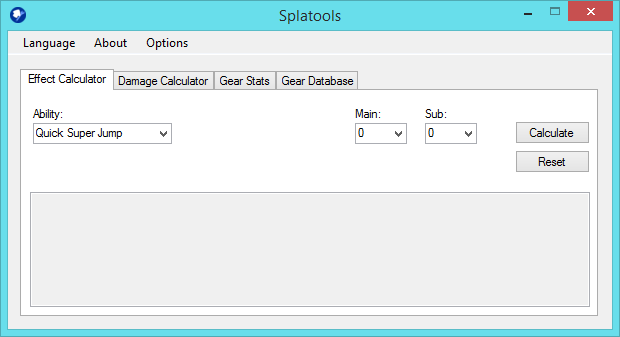 Splatools
Language About Options
Effect Calculator Damage Calculator Gear Stats Gear Database
Ability: Main: Sub:
Quick Super Jump 0 0 Calculate
Reset